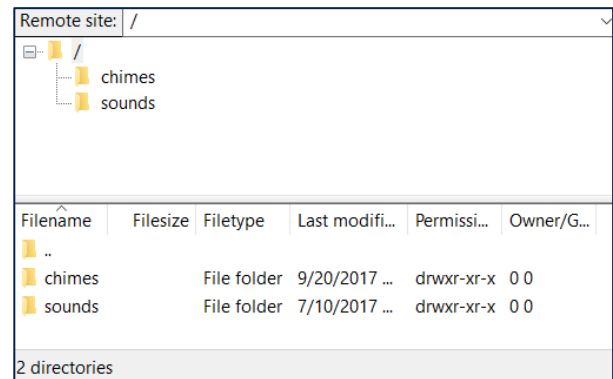 Remote site: /
/
chimes
sounds
Filename Filesize Filetype Last modifi... Permissi... Owner/G...
..
chimes File folder 9/20/2017 ... drwxr-xr-x 0 0
sounds File folder 7/10/2017 ... drwxr-xr-x 0 0
2 directories